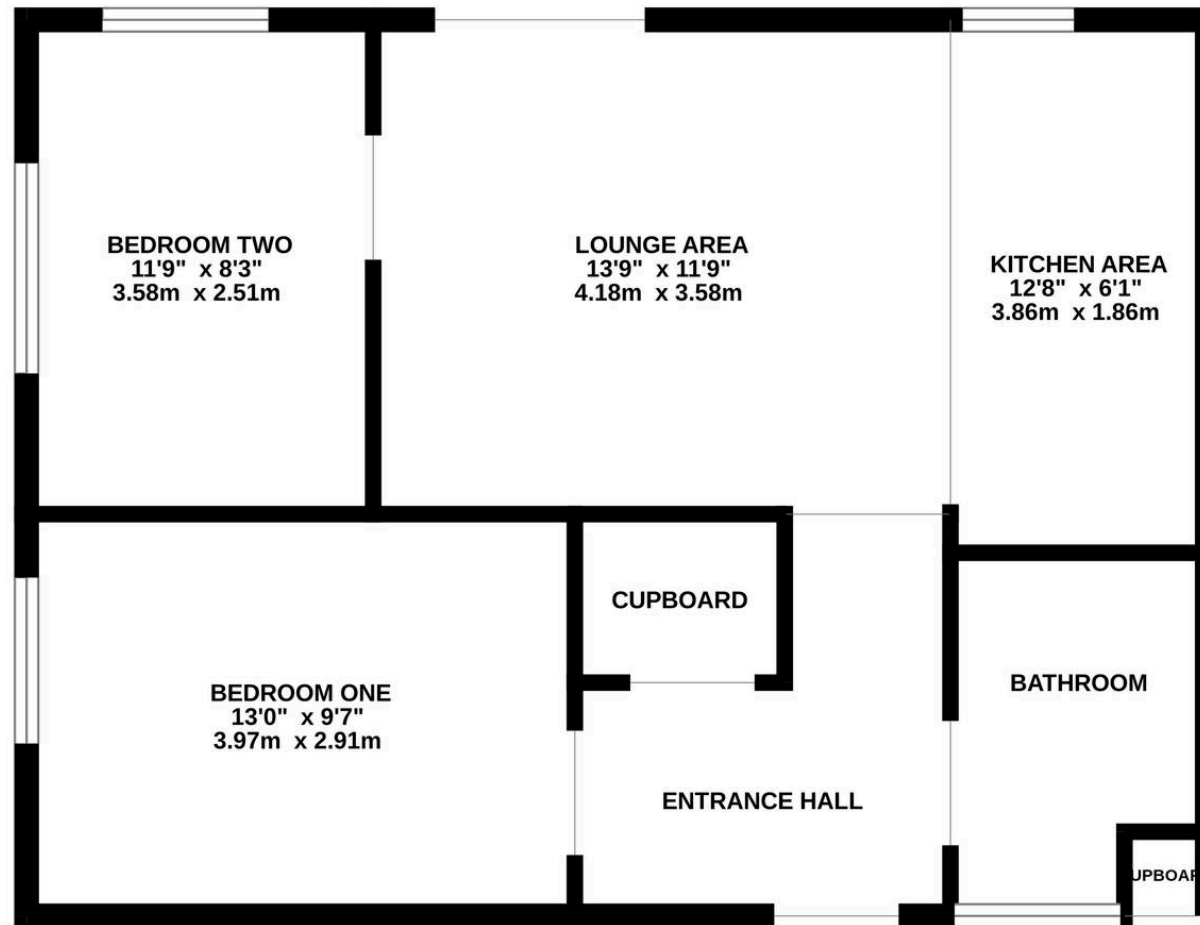 BEDROOM TWO
11'9" x 8'3"
3.58m x 2.51m
LOUNGE AREA
13'9" x 11'9"
4.18m x 3.58m
KITCHEN AREA
12'8" x 6'1"
3.86m x 1.86m
CUPBOARD
BEDROOM ONE
13'0" x 9'7"
3.97m x 2.91m
BATHROOM
ENTRANCE HALL
UPBOAR